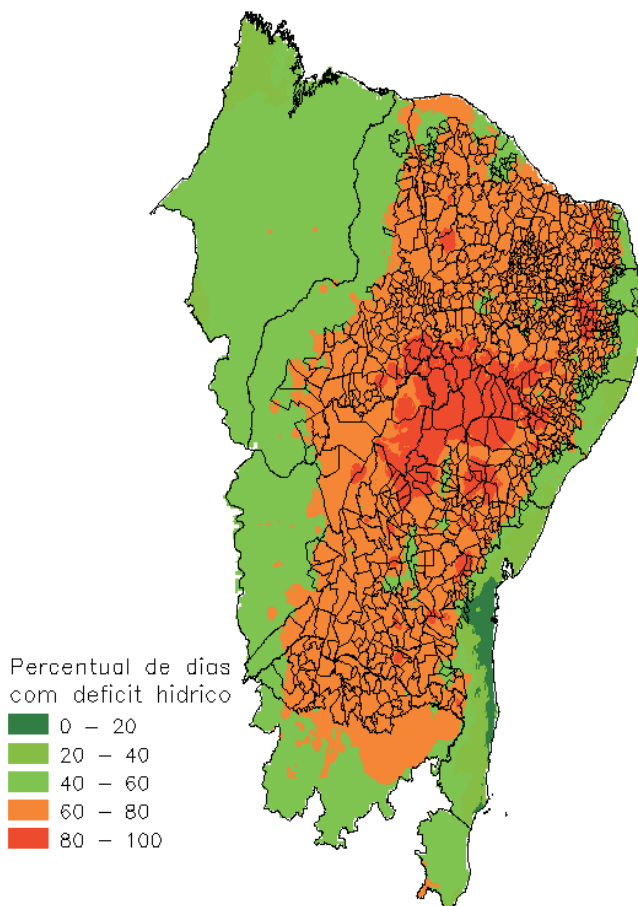 Percentual de dias
com deficit hidrico
0 – 20
20 – 40
40 – 60
60 – 80
80 – 100